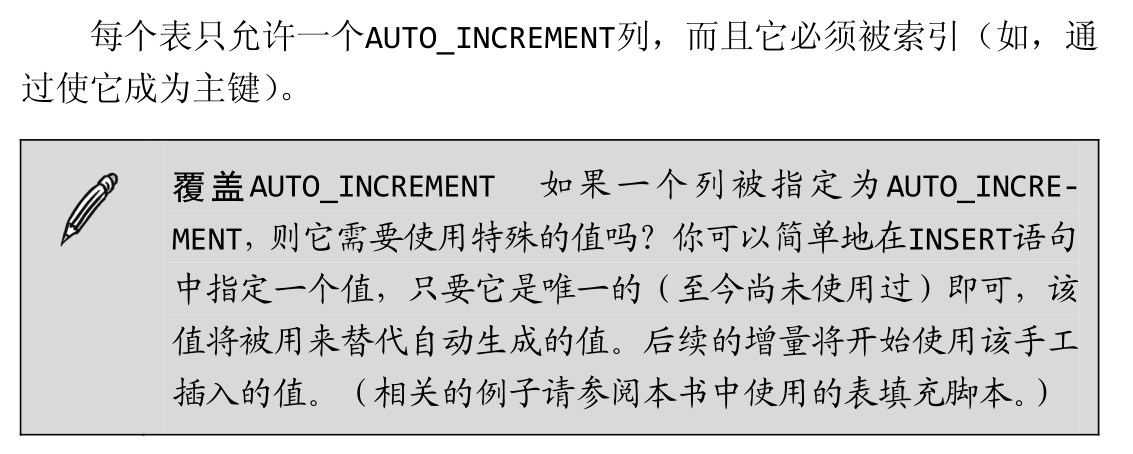 每个表只允许一个AUTO_INCREMENT列，而且它必须被索引（如，通
过使它成为主键）。
覆盖AUTO_INCREMENT 如果一个列被指定为AUTO_INCRE-
MENT，则它需要使用特殊的值吗？你可以简单地在INSERT语句
中指定一个值，只要它是唯一的（至今尚未使用过）即可，该
值将被用来替代自动生成的值。后续的增量将开始使用该手工
插入的值。（相关的例子请参阅本书中使用的表填充脚本。）